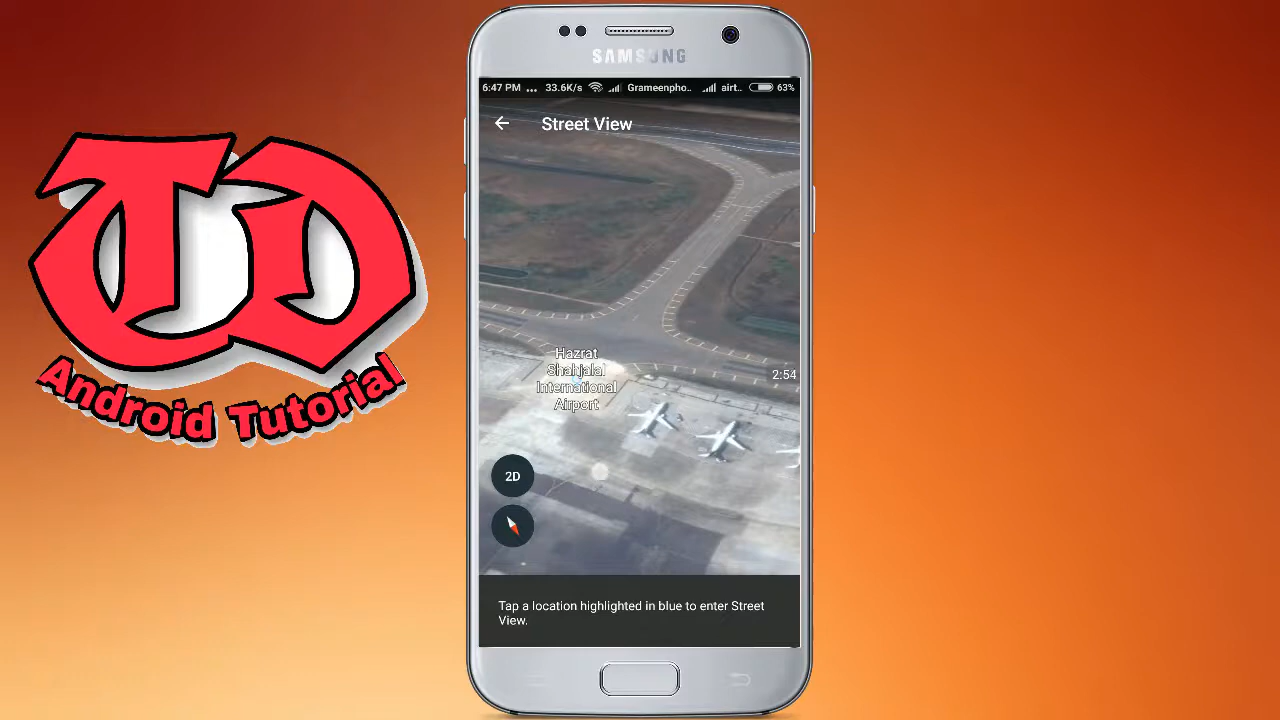 TD
Android Tutorial
SAMSUNG
6:47 PM ... 33.6K/s Grameenpho.. airt.. 63%
Street View
Hazrat
Shahjalal
International
Airport
2:54
2D
Tap a location highlighted in blue to enter Street
View.